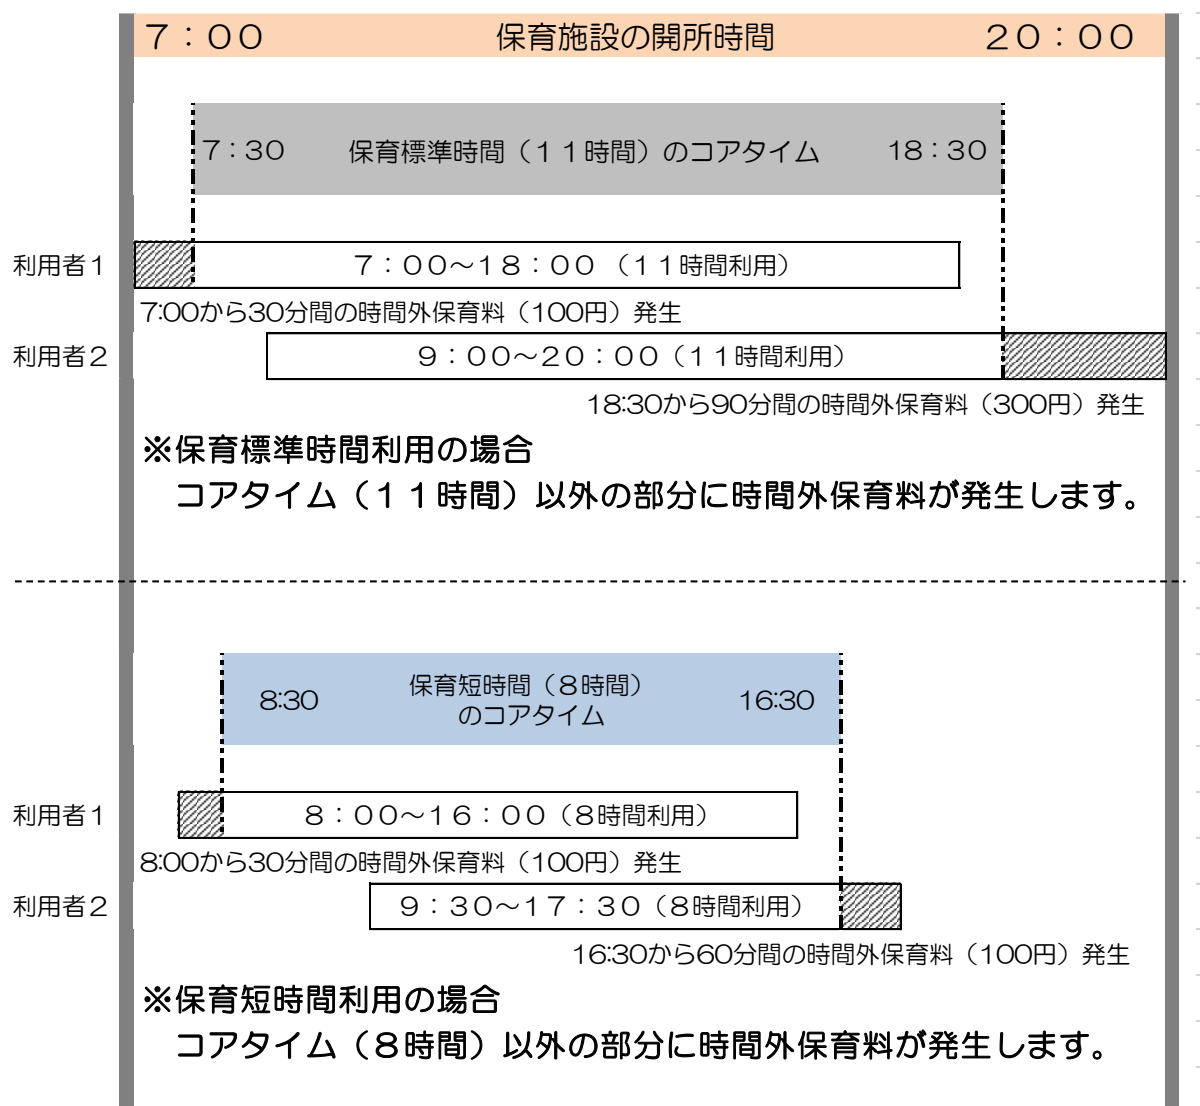 ７：００　保育施設の開所時間　２０：００
７：３０　保育標準時間（１１時間）のコアタイム　１８：３０
利用者１　７：００～１８：００（１１時間利用）
7:00から30分間の時間外保育料（100円）発生
利用者２　９：００～２０：００（１１時間利用）
18:30から90分間の時間外保育料（300円）発生
※保育標準時間利用の場合
コアタイム（１１時間）以外の部分に時間外保育料が発生します。
8:30　保育短時間（８時間）　16:30
のコアタイム
利用者１　８：００～１６：００（８時間利用）
8:00から30分間の時間外保育料（100円）発生
利用者２　９：３０～１７：３０（８時間利用）
16:30から60分間の時間外保育料（100円）発生
※保育短時間利用の場合
コアタイム（８時間）以外の部分に時間外保育料が発生します。